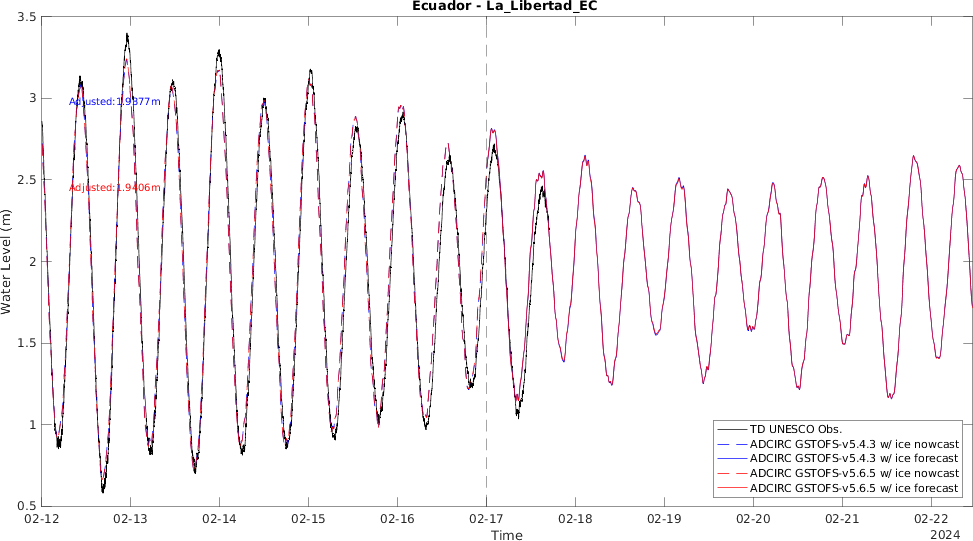 Ecuador - La_Libertad_EC
3.5
3
2.5
2
1.5
1
0.5
Water Level (m)
Adjusted:1.9377m
Adjusted:1.9406m
TD UNESCO Obs.
ADCIRC GSTOFS-v5.4.3 w/ ice nowcast
ADCIRC GSTOFS-v5.4.3 w/ ice forecast
ADCIRC GSTOFS-v5.6.5 w/ ice nowcast
ADCIRC GSTOFS-v5.6.5 w/ ice forecast
02-12 02-13 02-14 02-15 02-16 02-17 02-18 02-19 02-20 02-21 02-22
Time
2024